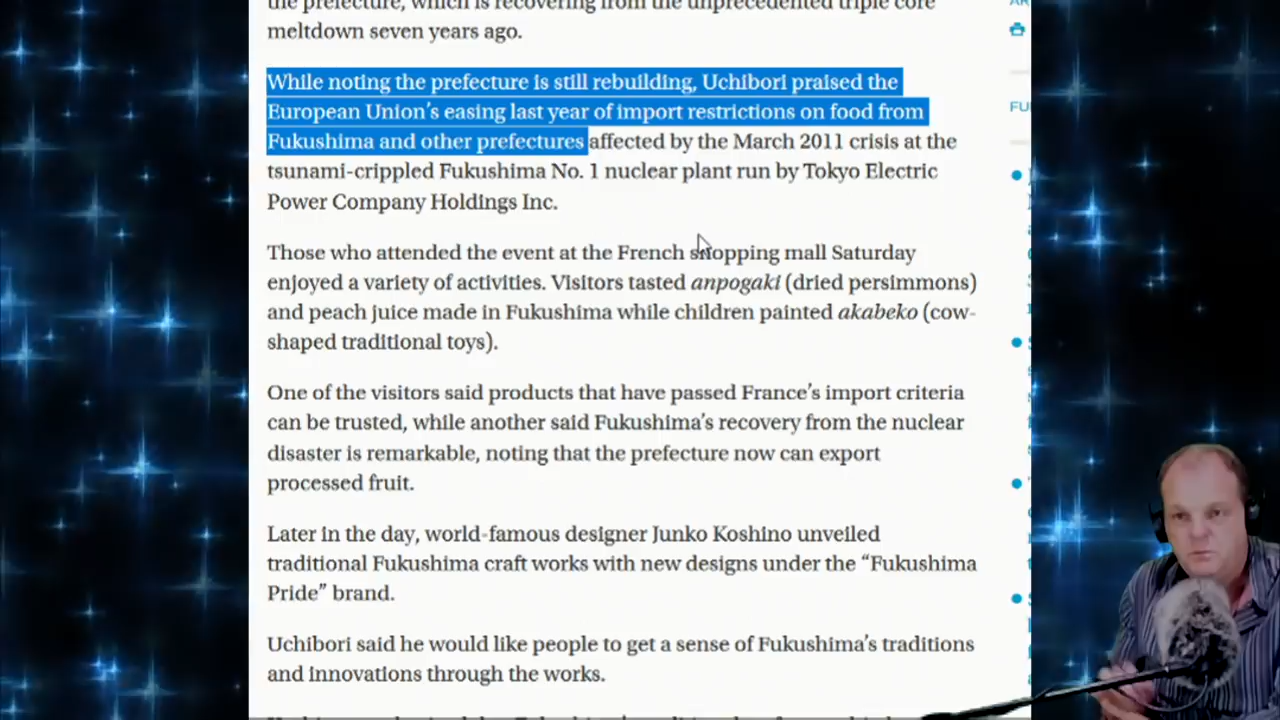 the prefecture, which is recovering from the unprecedented triple core
meltdown seven years ago.
While noting the prefecture is still rebuilding, Uchibori praised the
European Union's easing last year of import restrictions on food from
Fukushima and other prefectures affected by the March 2011 crisis at the
tsunami-crippled Fukushima No. 1 nuclear plant run by Tokyo Electric
Power Company Holdings Inc.
Those who attended the event at the French shopping mall Saturday
enjoyed a variety of activities. Visitors tasted anpogaki (dried persimmons)
and peach juice made in Fukushima while children painted akabeko (cow-
shaped traditional toys).
One of the visitors said products that have passed France's import criteria
can be trusted, while another said Fukushima's recovery from the nuclear
disaster is remarkable, noting that the prefecture now can export
processed fruit.
Later in the day, world-famous designer Junko Koshino unveiled
traditional Fukushima craft works with new designs under the “Fukushima
Pride” brand.
Uchibori said he would like people to get a sense of Fukushima's traditions
and innovations through the works.
FU